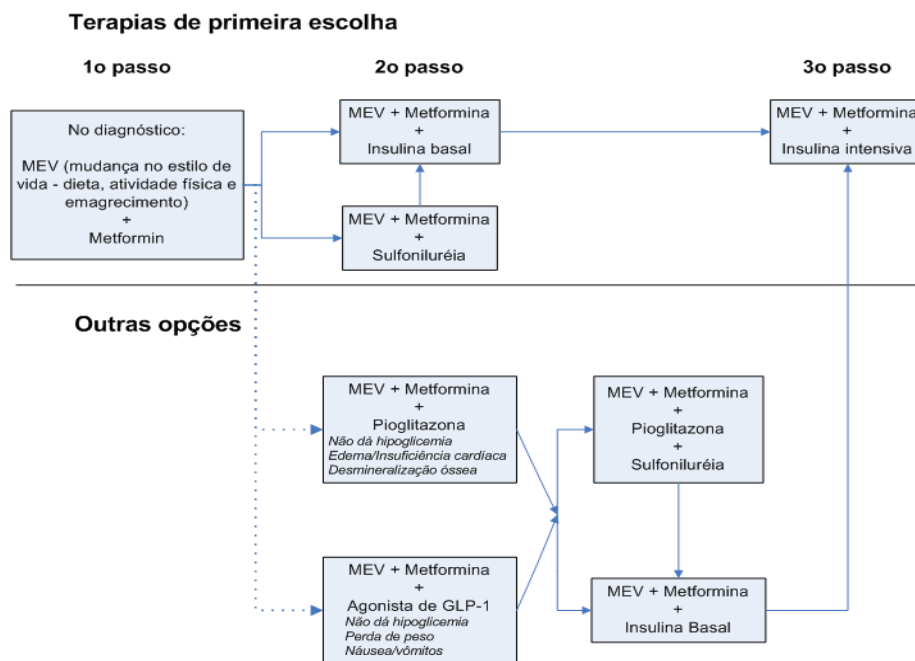 Terapias de primeira escolha
1o passo
2o passo
3o passo
No diagnóstico:
MEV (mudança no estilo de
vida - dieta, atividade física e
emagrecimento)
+
Metformin
MEV + Metformina
+
Insulina basal
MEV + Metformina
+
Sulfoniluréia
MEV + Metformina
+
Insulina intensiva
Outras opções
MEV + Metformina
+
Pioglitazona
Não dá hipoglicemia
Edema/Insuficiência cardíaca
Desmineralização óssea
MEV + Metformina
+
Agonista de GLP-1
Não dá hipoglicemia
Perda de peso
Náusea/vômitos
MEV + Metformina
+
Pioglitazona
+
Sulfoniluréia
MEV + Metformina
+
Insulina Basal